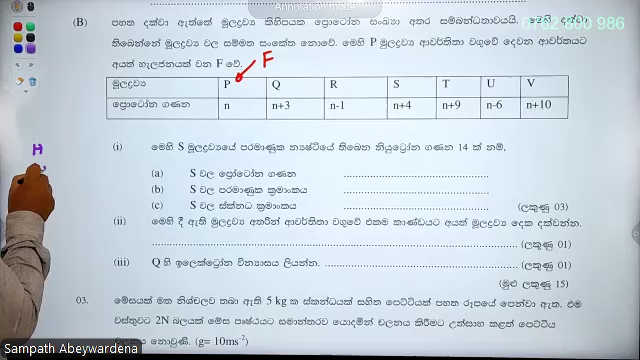 Annotation mode
0762 800 986
(B) පහත දක්වා ඇත්තේ මූලද්‍රව්‍ය කිහිපයක ප්‍රොටෝන සංඛ්‍යා අතර සම්බන්ධතාවයයි. මෙහි දක්වා
තිබෙන්නේ මූලද්‍රව්‍ය වල සම්මත සංකේත නොවේ. මෙහි P මූලද්‍රව්‍ය ආවර්තිතා වගුවේ දෙවන ආවර්තයට
අයත් හැලජනයක් වන F වේ.
F
මූලද්‍රව්‍ය P Q R S T U V
ප්‍රෝටෝන ගණන n n+3 n-1 n+4 n+9 n-6 n+10
H
(i) මෙහි S මූලද්‍රව්‍යයේ පරමාණුක න්‍යෂ්ටියේ තිබෙන නියුට්‍රෝන ගණන 14 ක් නම්,
(a) S වල ප්‍රෝටෝන ගණන ........................................
(b) S වල පරමාණුක ක්‍රමාංකය ........................................
(c) S වල ස්කන්ධ ක්‍රමාංකය ........................................ (ලකුණු 03)
(ii) මෙහි දී ඇති මූලද්‍රව්‍ය අතරින් ආවර්තිතා වගුවේ එකම කාණ්ඩයට අයත් මූලද්‍රව්‍ය දෙක දක්වන්න.
........................................ (ලකුණු 01)
(iii) Q හි ඉලෙක්ට්‍රෝන වින්‍යාසය ලියන්න. ........................................ (ලකුණු 01)
(මුළු ලකුණු 15)
03. මේසයක් මත නිශ්චලව තබා ඇති 5 kg ක ස්කන්ධයක් සහිත පෙට්ටියක් පහත රූපයේ පෙන්වා ඇත. එම
වස්තුවට 2N බලයක් මේස පෘෂ්ඨයට සමාන්තරව යොදමින් චලනය කිරීමට උත්සාහ කළත් පෙට්ටිය
නොවුණි. (g= 10ms⁻²)
Sampath Abeywardena